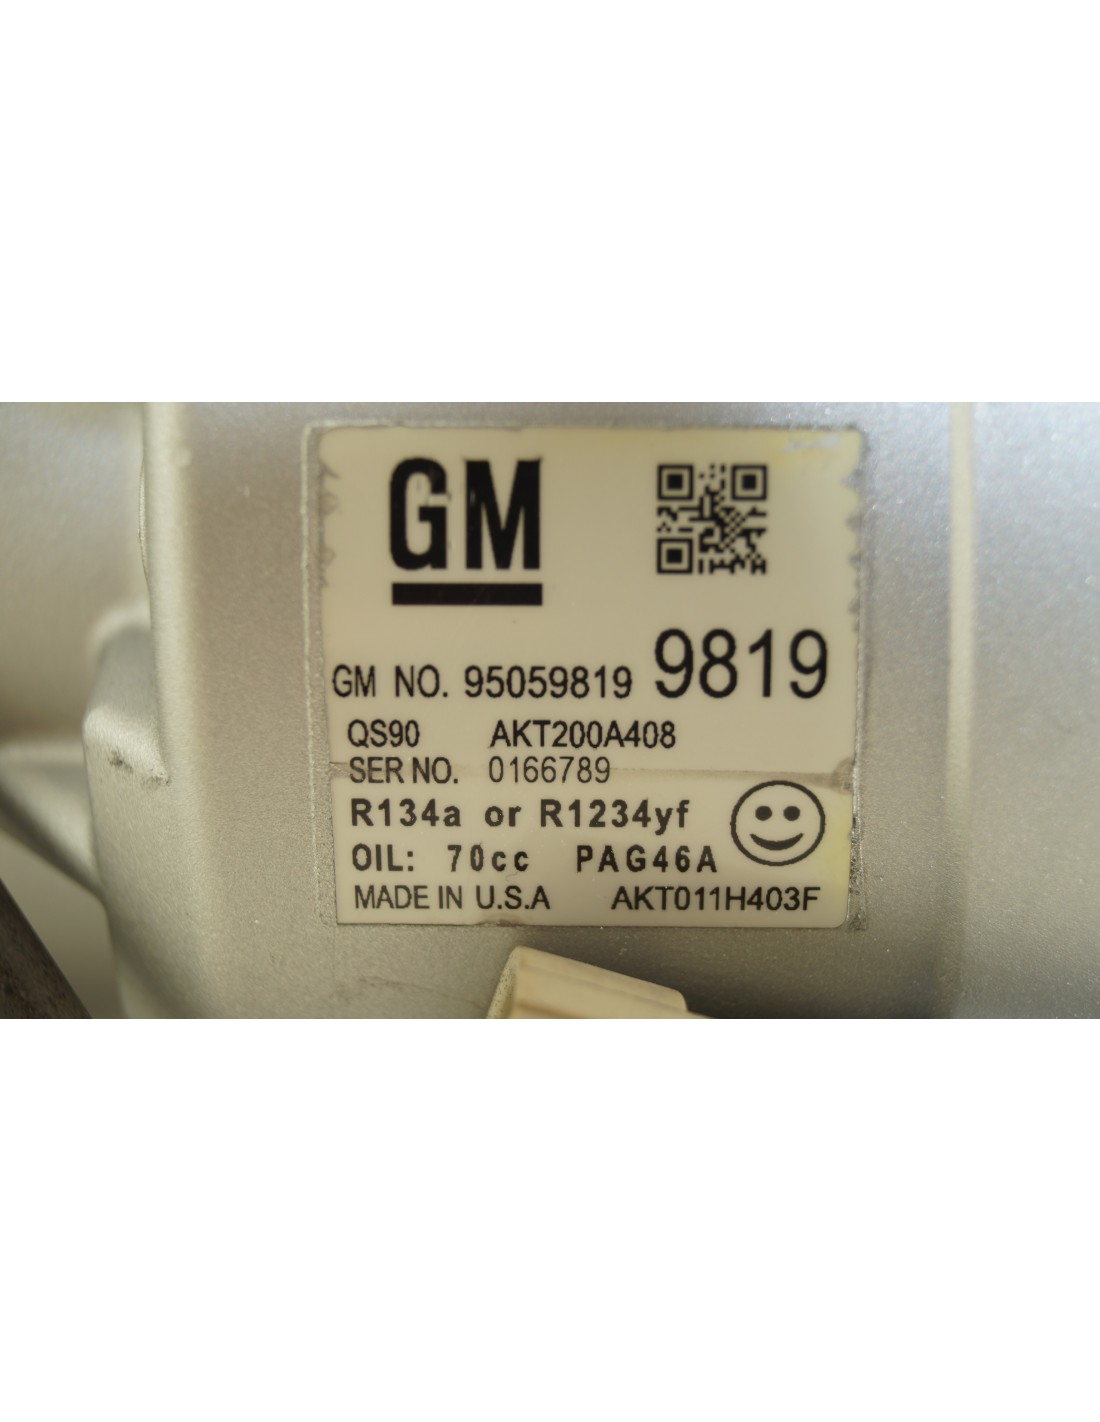 GM
GM NO. 95059819 9819
QS90 AKT200A408
SER NO. 0166789
R134a or R1234yf
OIL: 70cc PAG46A
MADE IN U.S.A AKT011H403F